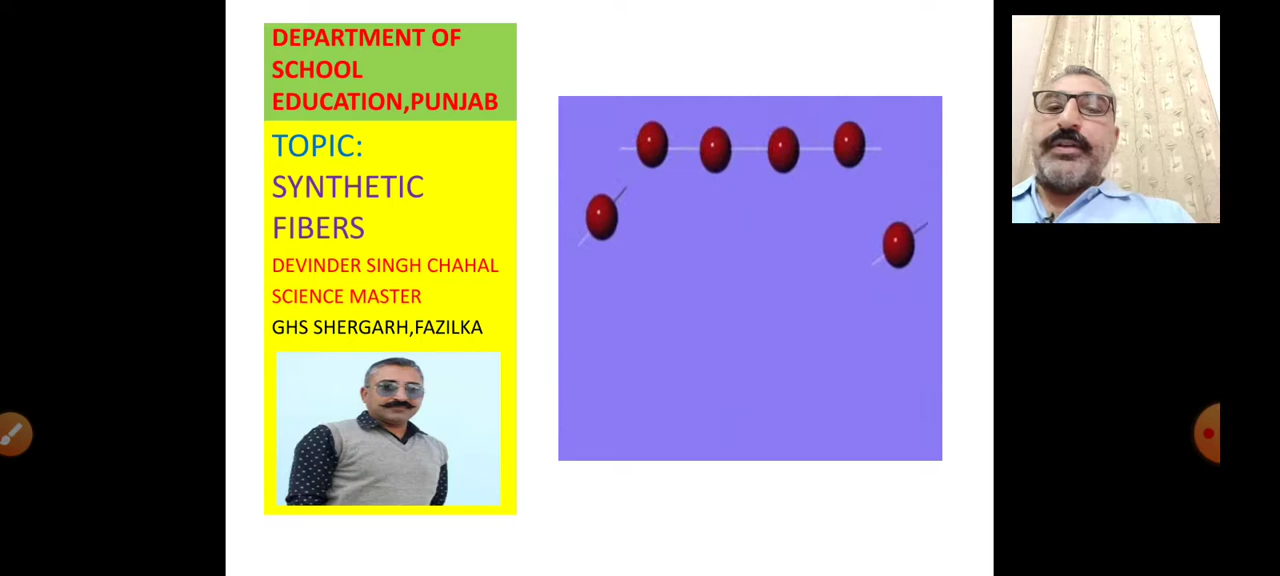 DEPARTMENT OF
SCHOOL
EDUCATION,PUNJAB
TOPIC:
SYNTHETIC
FIBERS
DEVINDER SINGH CHAHAL
SCIENCE MASTER
GHS SHERGARH,FAZILKA